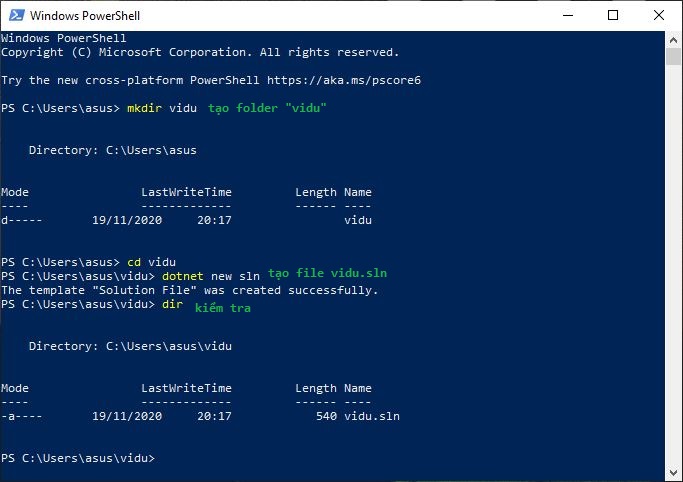 Windows PowerShell
Windows PowerShell
Copyright (C) Microsoft Corporation. All rights reserved.
Try the new cross-platform PowerShell https://aka.ms/pscore6
PS C:\Users\asus> mkdir vidu tạo folder "vidu"
Directory: C:\Users\asus
Mode LastWriteTime Length Name
---- ------------- ------ ----
d----- 19/11/2020 20:17 vidu
PS C:\Users\asus> cd vidu
PS C:\Users\asus\vidu> dotnet new sln tạo file vidu.sln
The template "Solution File" was created successfully.
PS C:\Users\asus\vidu> dir kiểm tra
Directory: C:\Users\asus\vidu
Mode LastWriteTime Length Name
---- ------------- ------ ----
-a---- 19/11/2020 20:17 540 vidu.sln
PS C:\Users\asus\vidu>